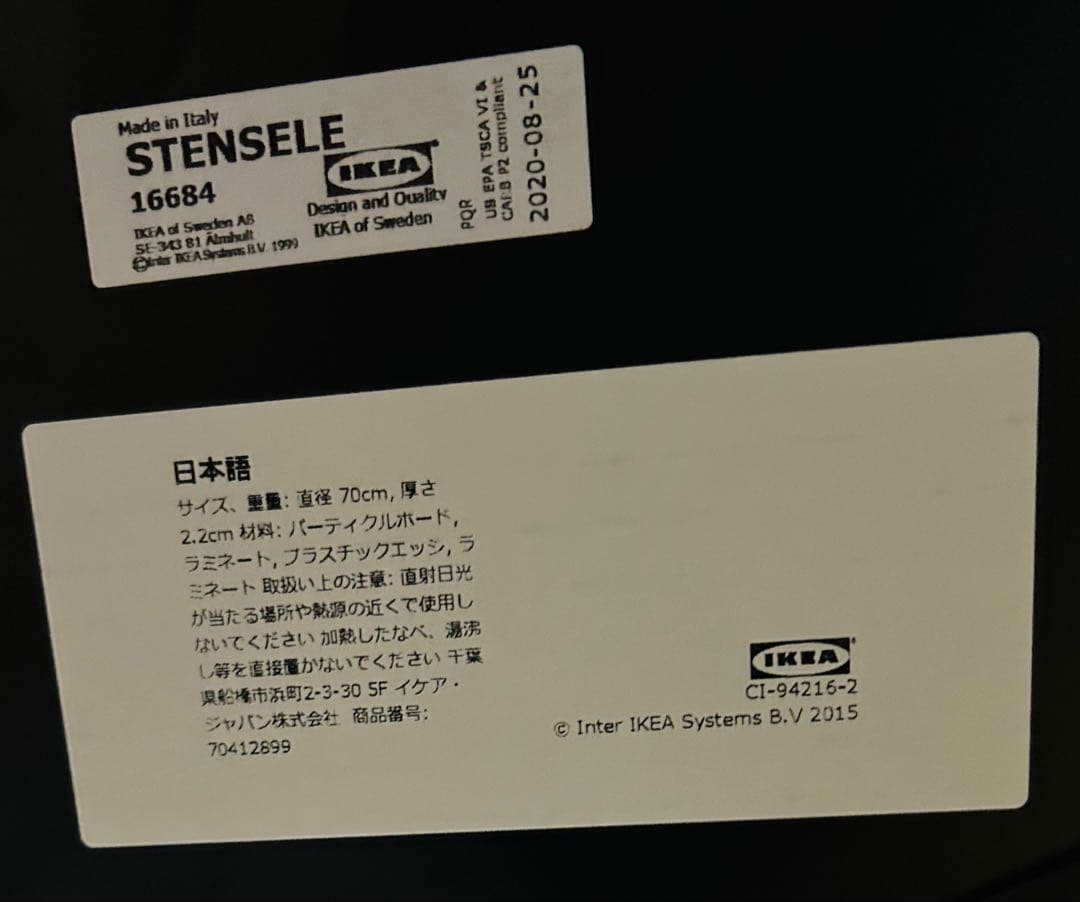 Made in Italy
STENSELE
16684
IKEA of Sweden AB
SE-343 81 Älmhult
© Inter IKEA Systems B.V. 1999
IKEA®
Design and Quality
IKEA of Sweden
PQR
US EPA TSCA VI &
CARB P2 compliant
2020-08-25
日本語
サイズ、重量: 直径 70cm, 厚さ
2.2cm 材料: パーティクルボード,
ラミネート, プラスチックエッジ, ラ
ミネート 取扱い上の注意: 直射日光
が当たる場所や熱源の近くで使用し
ないでください 加熱したなべ、湯沸
し等を直接置かないでください 千葉
県船橋市浜町2-3-30 5F イケア・
ジャパン株式会社 商品番号:
70412899
IKEA®
CI-94216-2
© Inter IKEA Systems B.V 2015